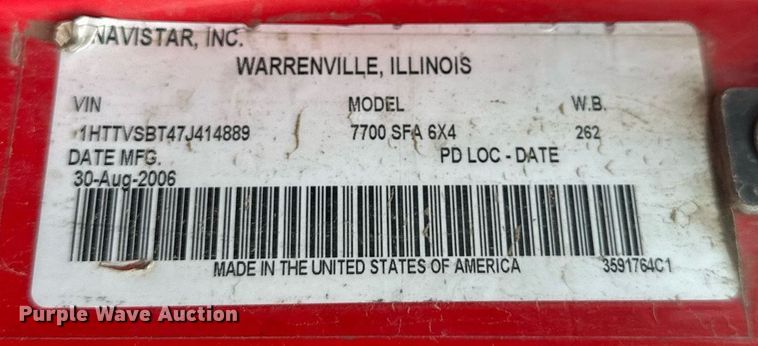 NAVISTAR, INC.
WARRENVILLE, ILLINOIS
VIN MODEL W.B.
1HTTVSBT47J414889 7700 SFA 6X4 262
DATE MFG. PD LOC - DATE
30-Aug-2006
MADE IN THE UNITED STATES OF AMERICA 3591764C1
Purple Wave Auction